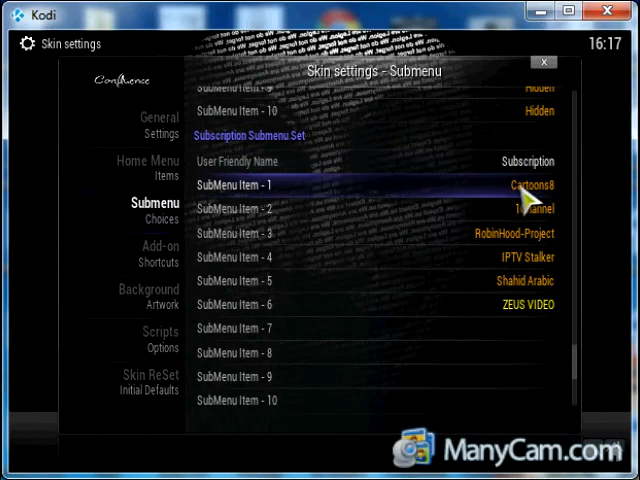 Kodi
Skin settings
16:17
Confluence
Skin settings - Submenu
X
General
Settings
Home Menu
Items
Submenu
Choices
Add-on
Shortcuts
Background
Artwork
Scripts
Options
Skin ReSet
Initial Defaults
SubMenu Item - 9 Hidden
SubMenu Item - 10 Hidden
Subscription Submenu Set
User Friendly Name Subscription
SubMenu Item - 1 Cartoons8
SubMenu Item - 2
SubMenu Item - 3 RobinHood-Project
SubMenu Item - 4 IPTV Stalker
SubMenu Item - 5 Shahid Arabic
SubMenu Item - 6 ZEUS VIDEO
SubMenu Item - 7
SubMenu Item - 8
SubMenu Item - 9
SubMenu Item - 10
ManyCam.com